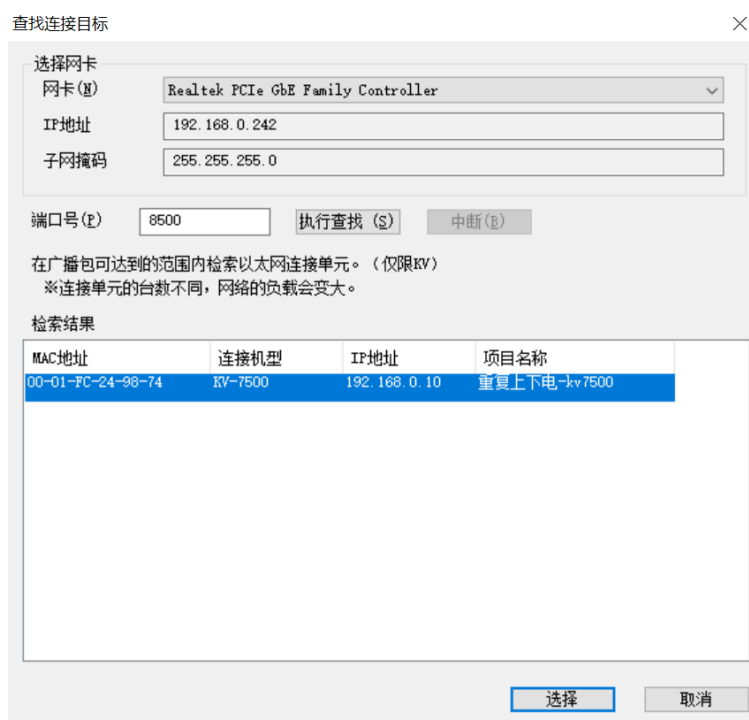 查找连接目标
选择网卡
网卡(N) Realtek PCIe GbE Family Controller
IP地址 192.168.0.242
子网掩码 255.255.255.0
端口号(P) 8500 执行查找 (S) 中断(B)
在广播包可达到的范围内检索以太网连接单元。（仅限KV）
※连接单元的台数不同，网络的负载会变大。
检索结果
MAC地址 连接机型 IP地址 项目名称
00-01-FC-24-98-74 KV-7500 192.168.0.10 重复上下电-kv7500
选择 取消